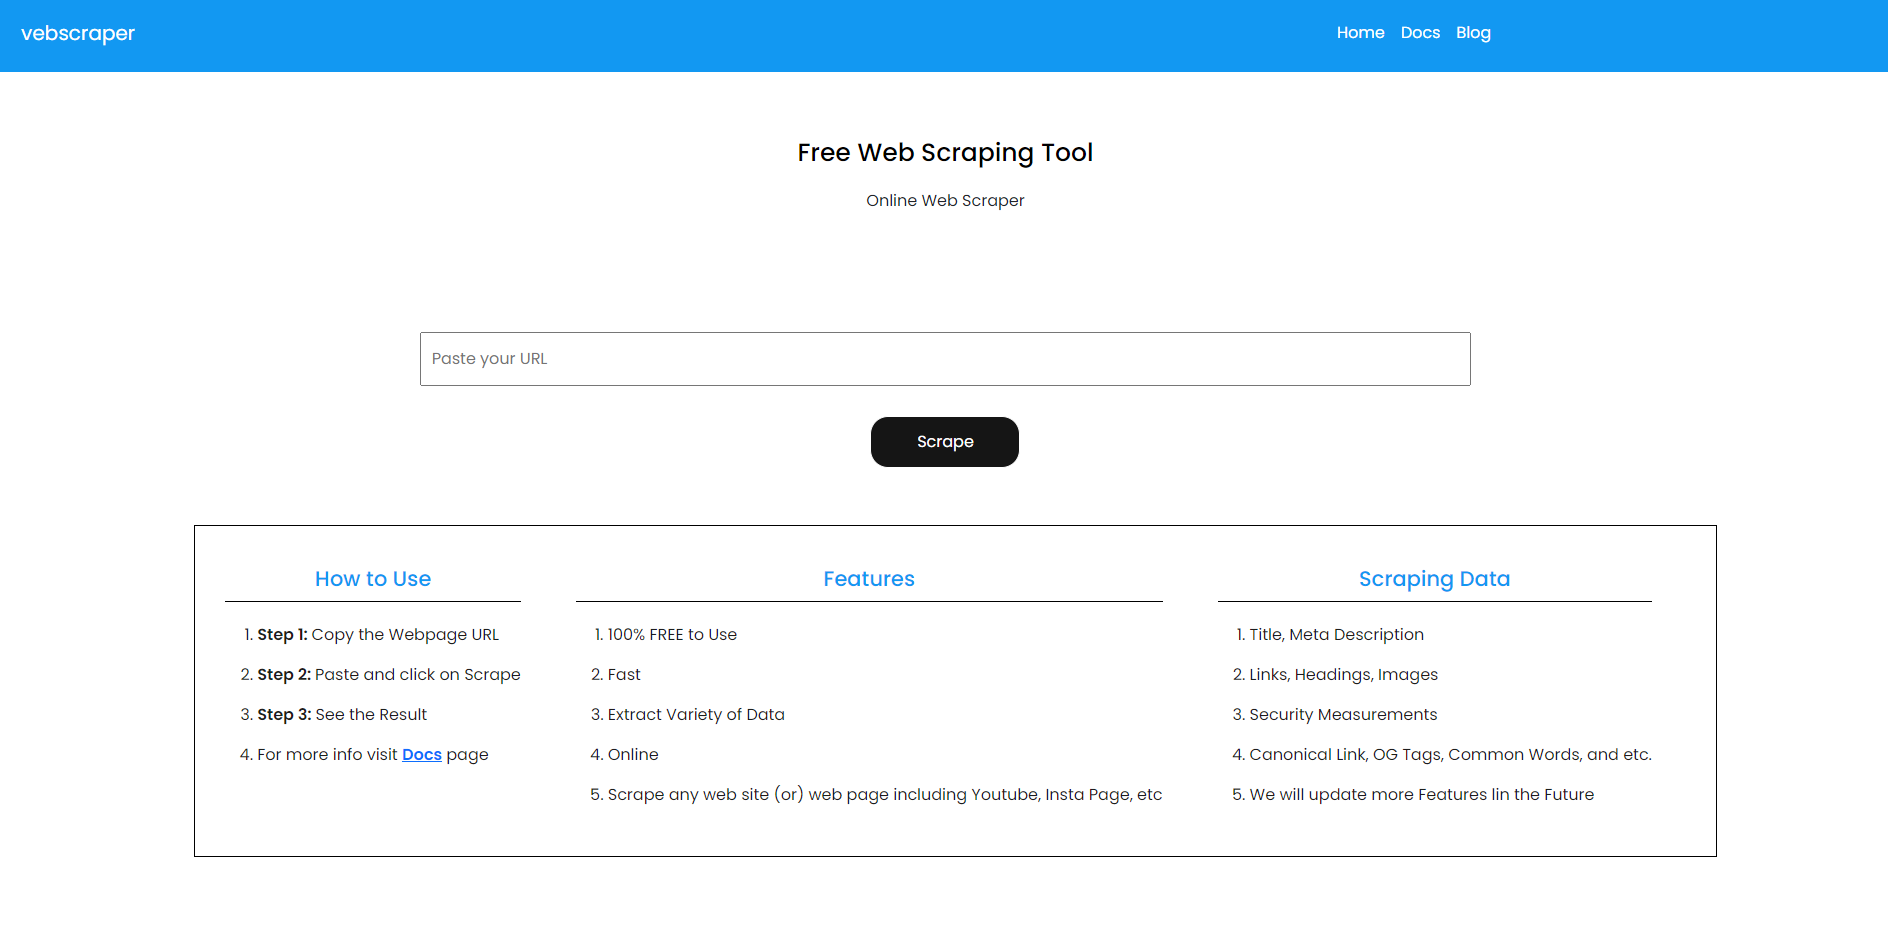 vebscraper
Home Docs Blog
Free Web Scraping Tool
Online Web Scraper
Paste your URL
Scrape
How to Use
1. Step 1: Copy the Webpage URL
2. Step 2: Paste and click on Scrape
3. Step 3: See the Result
4. For more info visit Docs page
Features
1. 100% FREE to Use
2. Fast
3. Extract Variety of Data
4. Online
5. Scrape any web site (or) web page including Youtube, Insta Page, etc
Scraping Data
1. Title, Meta Description
2. Links, Headings, Images
3. Security Measurements
4. Canonical Link, OG Tags, Common Words, and etc.
5. We will update more Features lin the Future